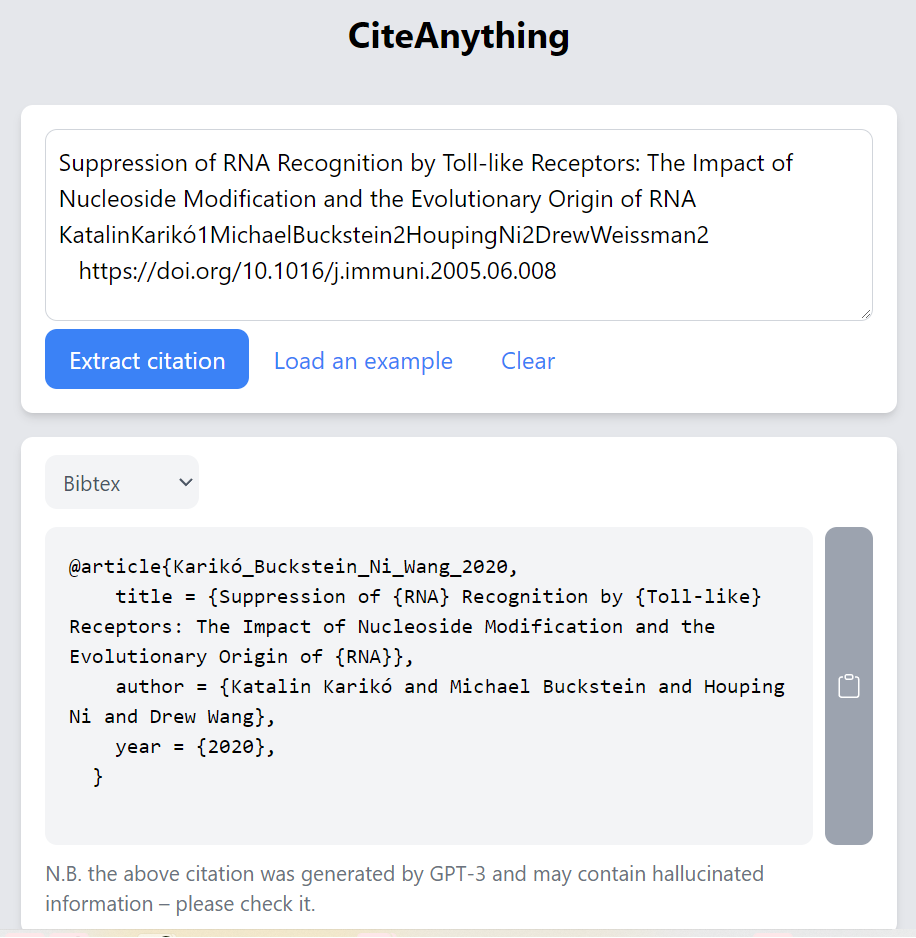 CiteAnything
Suppression of RNA Recognition by Toll-like Receptors: The Impact of
Nucleoside Modification and the Evolutionary Origin of RNA
KatalinKarikó1MichaelBuckstein2HoupingNi2DrewWeissman2
https://doi.org/10.1016/j.immuni.2005.06.008
Extract citation Load an example Clear
Bibtex
@article{Karikó_Buckstein_Ni_Wang_2020,
title = {Suppression of {RNA} Recognition by {Toll-like}
Receptors: The Impact of Nucleoside Modification and the
Evolutionary Origin of {RNA}},
author = {Katalin Karikó and Michael Buckstein and Houping
Ni and Drew Wang},
year = {2020},
}
N.B. the above citation was generated by GPT-3 and may contain hallucinated
information – please check it.